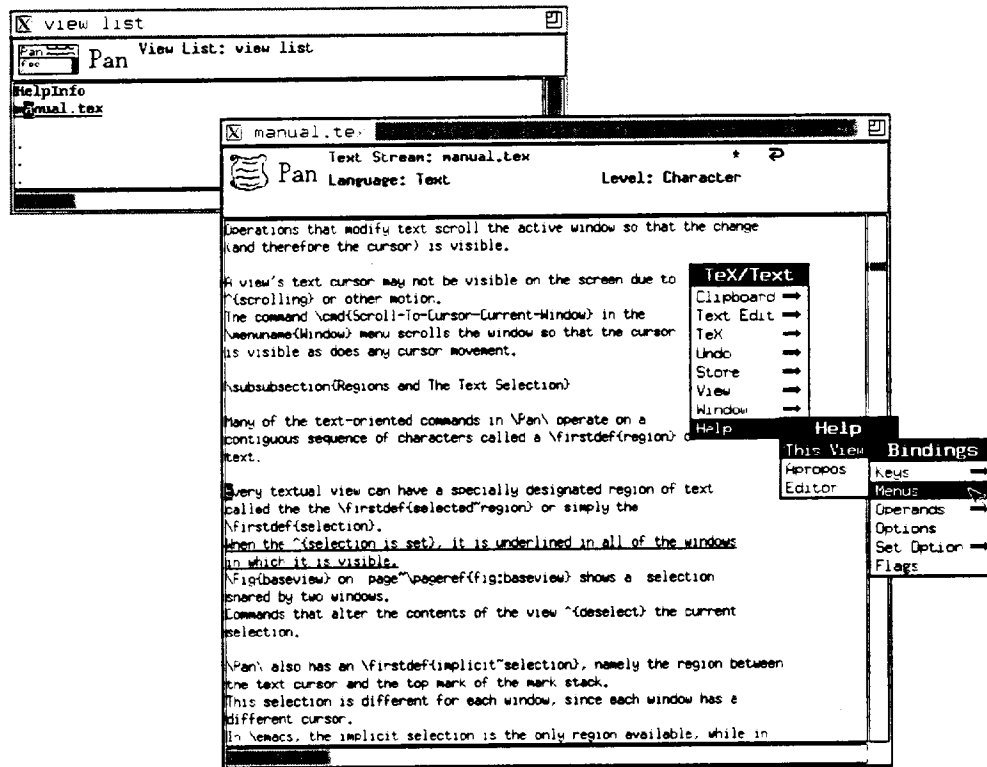 view list
Pan
foo
Pan
View List: view list
HelpInfo
manual.tex
manual.te
Pan
Text Stream: manual.tex
*
Language: Text
Level: Character
Operations that modify text scroll the active window so that the change
(and therefore the cursor) is visible.
A view's text cursor may not be visible on the screen due to
^{scrolling} or other motion.
The command \cmd{Scroll-To-Cursor-Current-Window} in the
\menuname{Window} menu scrolls the window so that the cursor
is visible as does any cursor movement.
\subsubsection{Regions and The Text Selection}
Many of the text-oriented commands in \Pan\ operate on a
contiguous sequence of characters called a \firstdef{region} o
text.
Every textual view can have a specially designated region of text
called the the \firstdef{selected~region} or simply the
\firstdef{selection}.
When the ^{selection is set}, it is underlined in all of the windows
in which it is visible.
\Fig{baseview} on page~\pageref{fig:baseview} shows a selection
shared by two windows.
Commands that alter the contents of the view ^{deselect} the current
selection.
\Pan\ also has an \firstdef{implicit~selection}, namely the region between
the text cursor and the top mark of the mark stack.
This selection is different for each window, since each window has a
different cursor.
In \emacs, the implicit selection is the only region available, while in
TeX/Text
Clipboard →
Text Edit →
TeX →
Undo →
Store →
View →
Window →
Help
Help
This View
Apropos
Editor
Bindings
Keys →
Menus
Operands →
Options
Set Option →
Flags